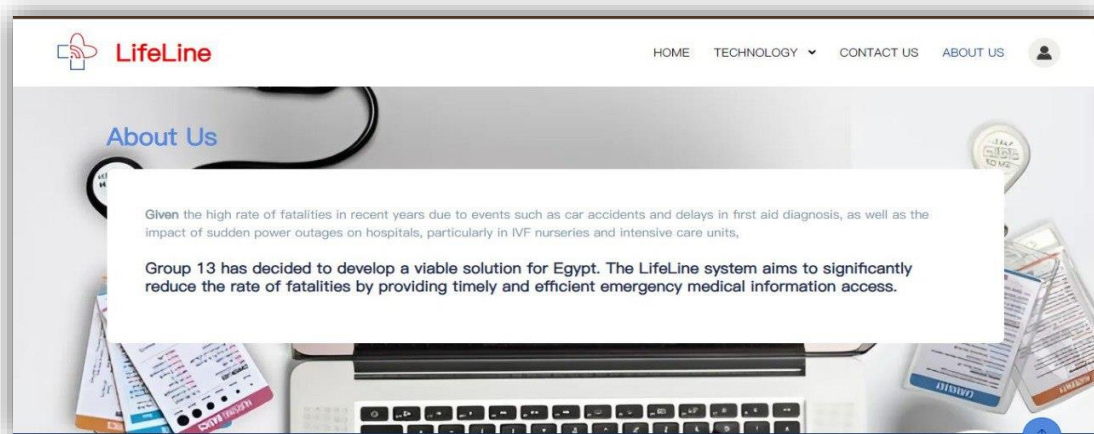 LifeLine
HOME TECHNOLOGY CONTACT US ABOUT US
About Us
Given the high rate of fatalities in recent years due to events such as car accidents and delays in first aid diagnosis, as well as the
impact of sudden power outages on hospitals, particularly in IVF nurseries and intensive care units,
Group 13 has decided to develop a viable solution for Egypt. The LifeLine system aims to significantly
reduce the rate of fatalities by providing timely and efficient emergency medical information access.